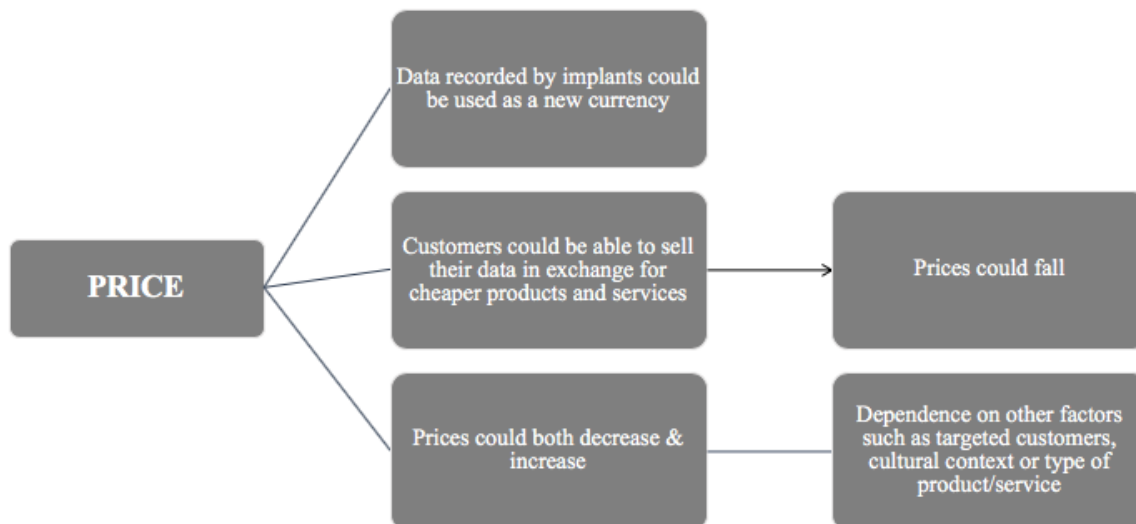 Data recorded by implants could
be used as a new currency
Customers could be able to sell
their data in exchange for
cheaper products and services
Prices could fall
PRICE
Prices could both decrease &
increase
Dependence on other factors
such as targeted customers,
cultural context or type of
product/service